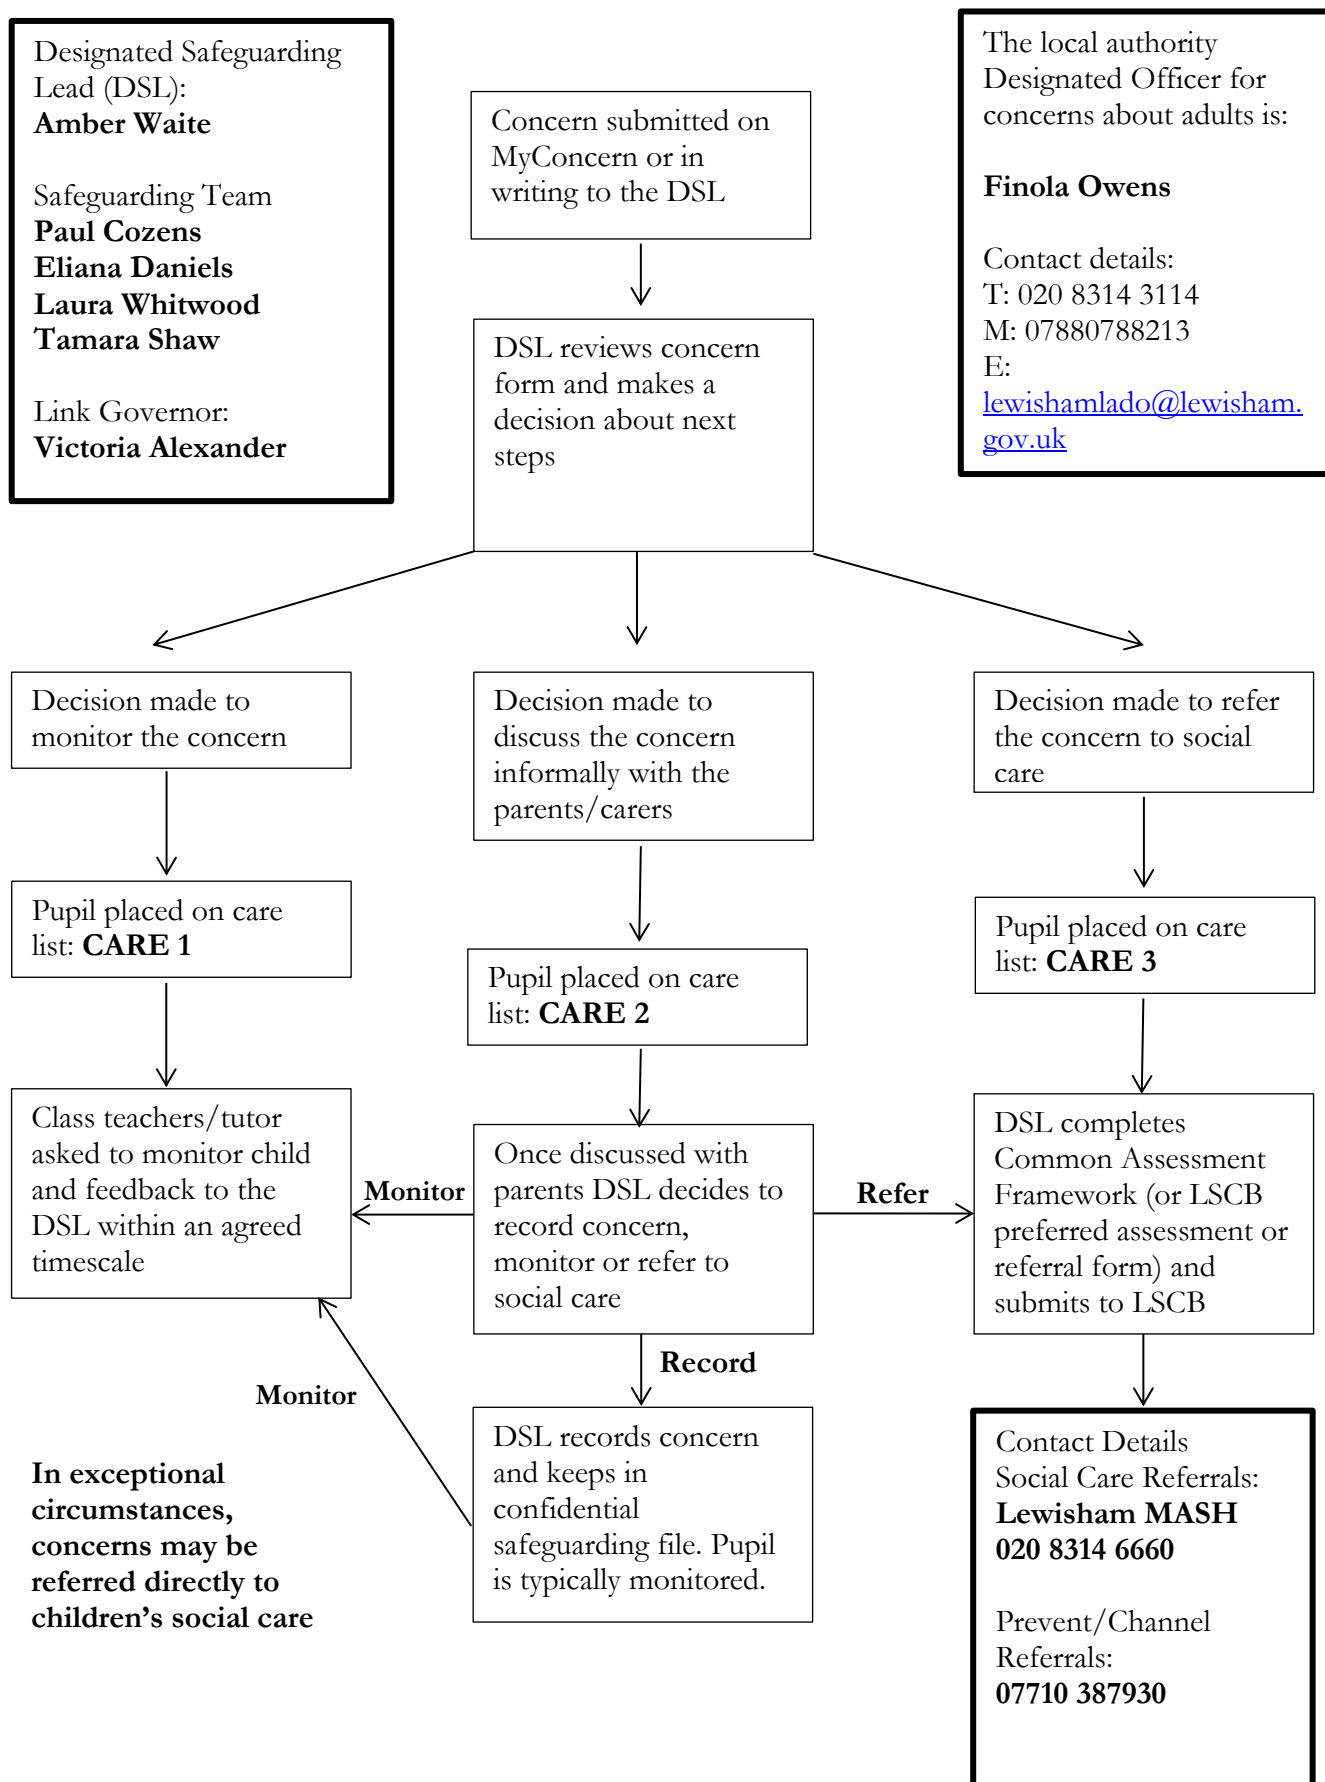 Designated Safeguarding
Lead (DSL):
Amber Waite
Safeguarding Team
Paul Cozens
Eliana Daniels
Laura Whitwood
Tamara Shaw
Link Governor:
Victoria Alexander
Concern submitted on
MyConcern or in
writing to the DSL
The local authority
Designated Officer for
concerns about adults is:
Finola Owens
Contact details:
T: 020 8314 3114
M: 07880788213
E:
lewishamlado@lewisham.
gov.uk
DSL reviews concern
form and makes a
decision about next
steps
Decision made to
monitor the concern
Decision made to
discuss the concern
informally with the
parents/carers
Decision made to refer
the concern to social
care
Pupil placed on care
list: CARE 1
Pupil placed on care
list: CARE 2
Pupil placed on care
list: CARE 3
Class teachers/tutor
asked to monitor child
and feedback to the
DSL within an agreed
timescale
Monitor
Once discussed with
parents DSL decides to
record concern,
monitor or refer to
social care
Refer
DSL completes
Common Assessment
Framework (or LSCB
preferred assessment or
referral form) and
submits to LSCB
Record
Monitor
DSL records concern
and keeps in
confidential
safeguarding file. Pupil
is typically monitored.
In exceptional
circumstances,
concerns may be
referred directly to
children’s social care
Contact Details
Social Care Referrals:
Lewisham MASH
020 8314 6660
Prevent/Channel
Referrals:
07710 387930